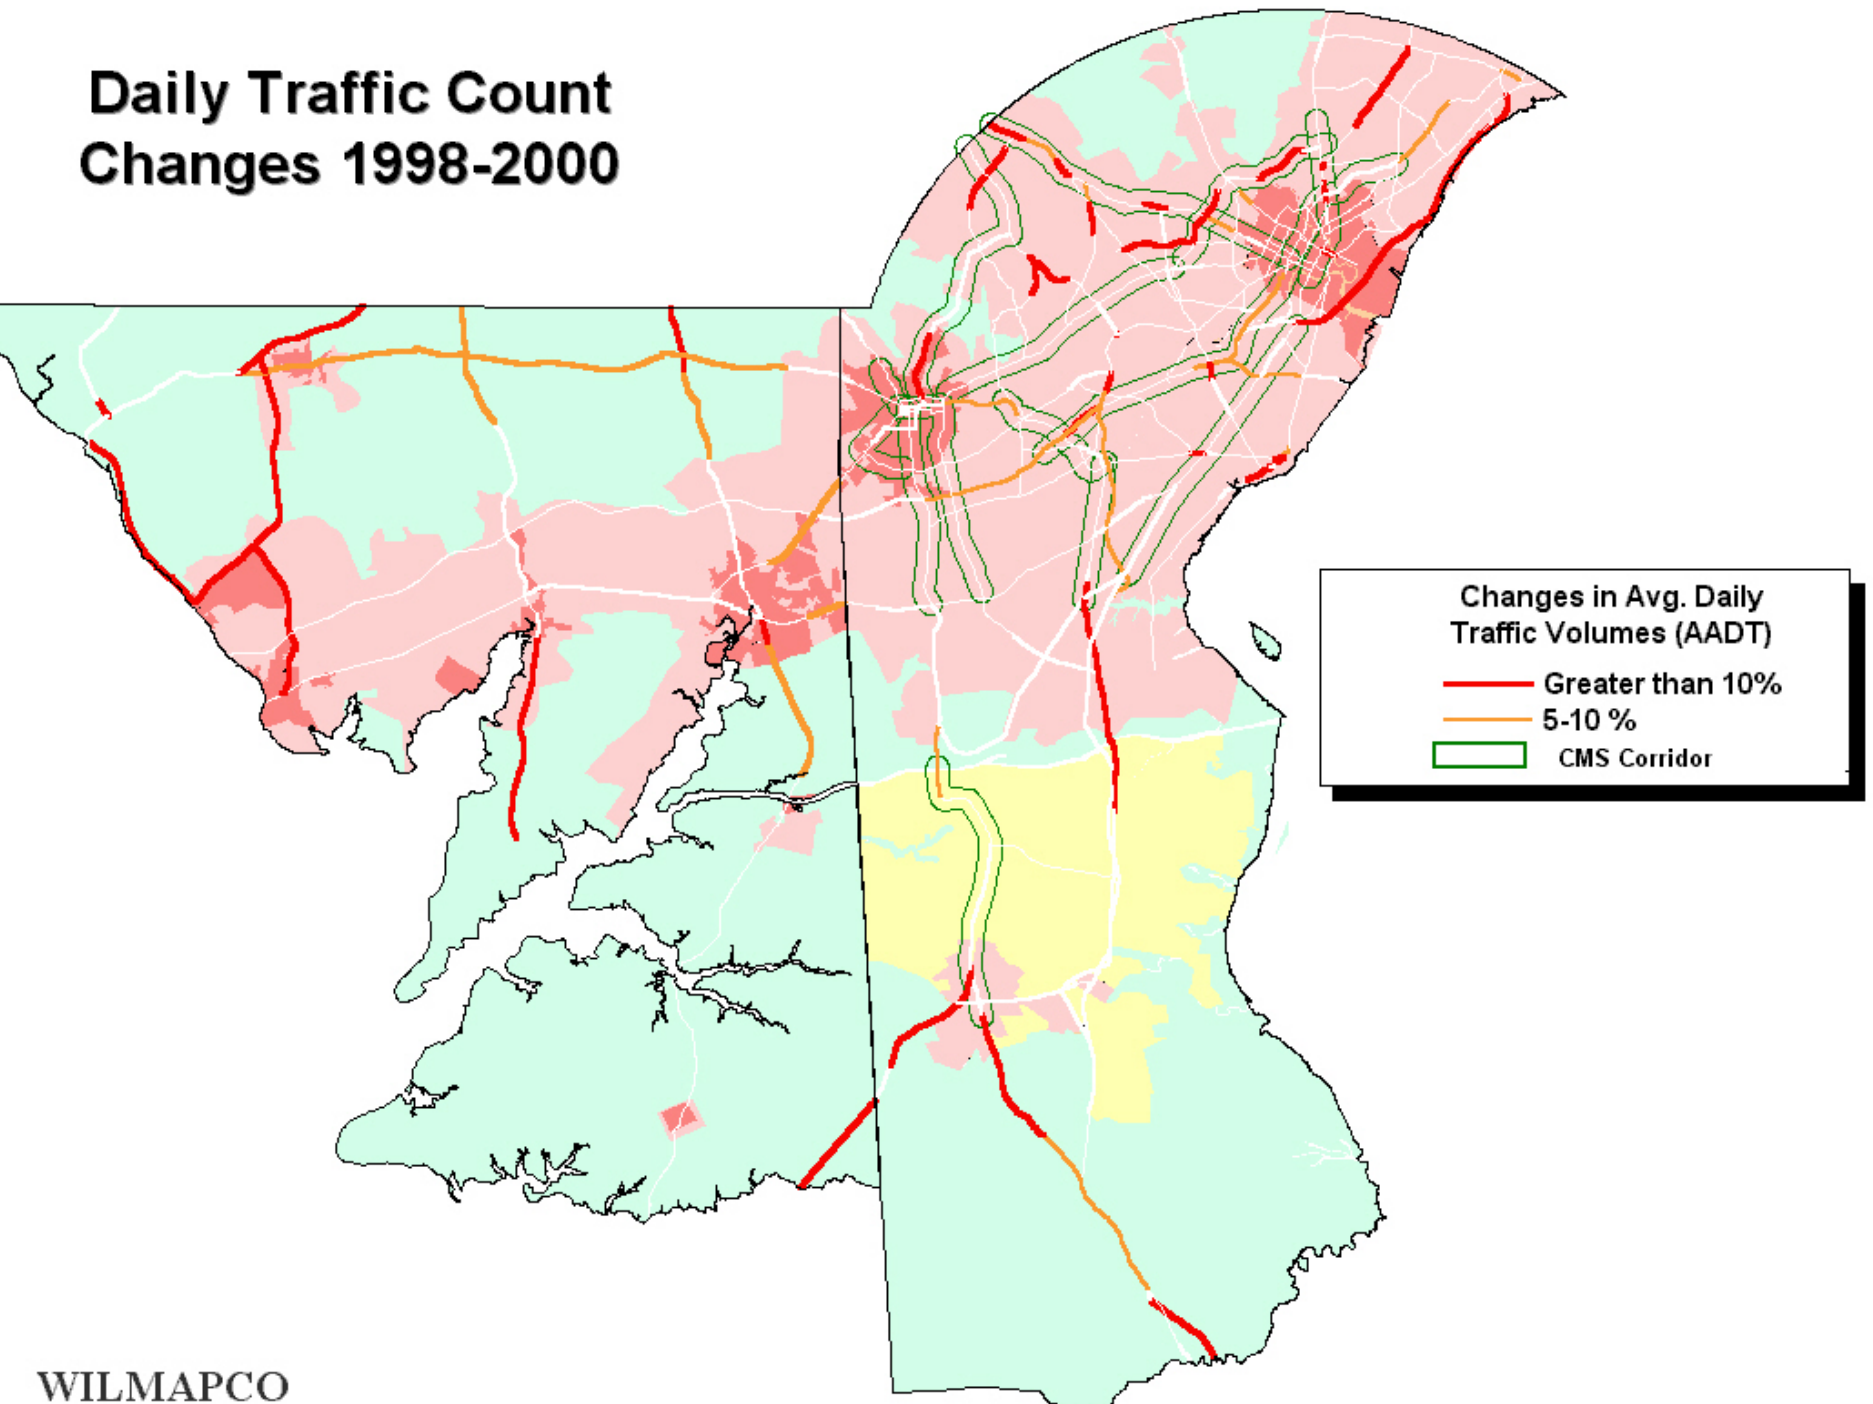 Daily Traffic Count
Changes 1998-2000
Changes in Avg. Daily
Traffic Volumes (AADT)
Greater than 10%
5-10 %
CMS Corridor
WILMAPCO